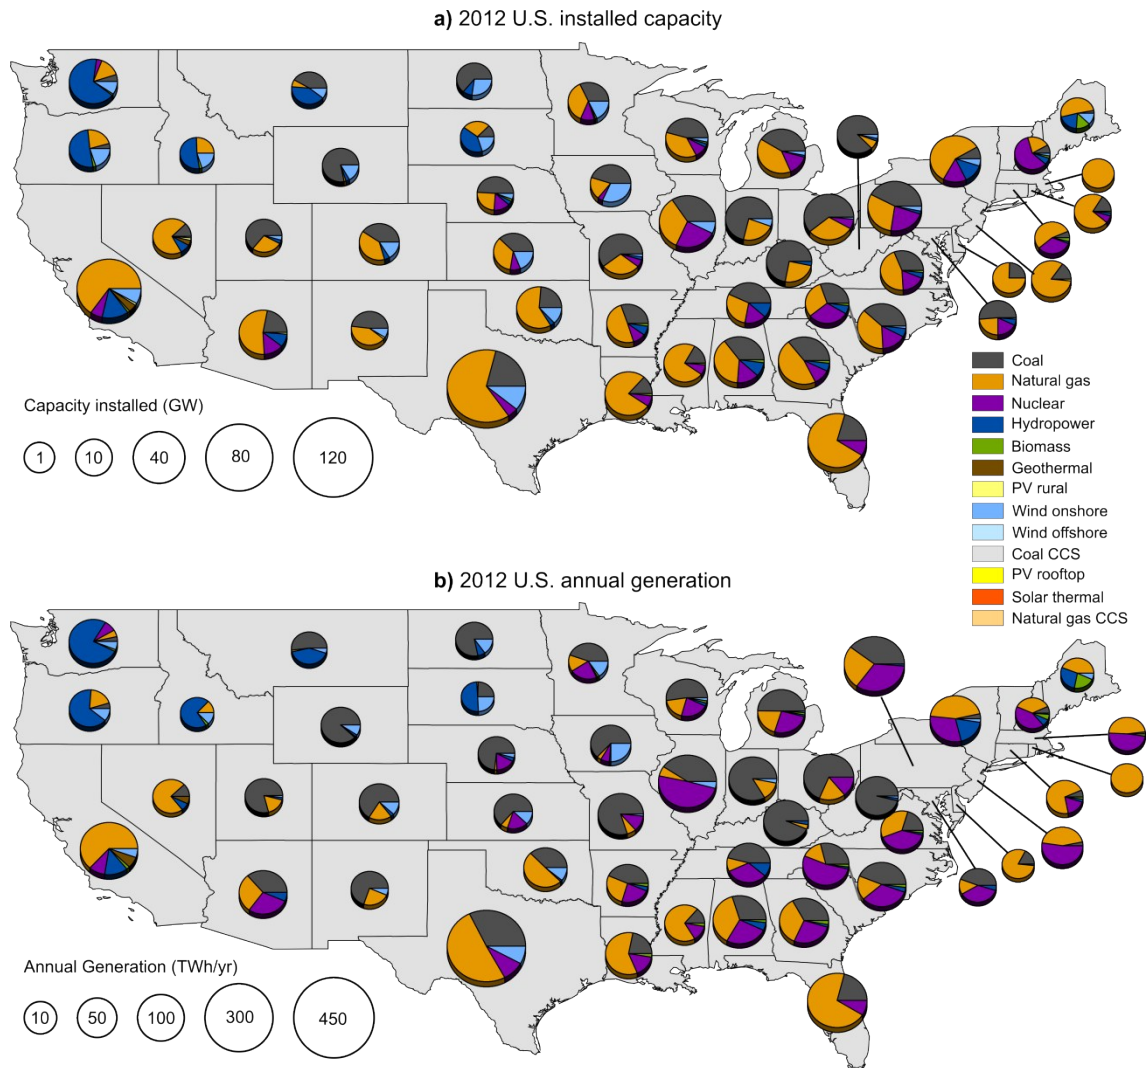 a) 2012 U.S. installed capacity
Capacity installed (GW)
1
10
40
80
120
Coal
Natural gas
Nuclear
Hydropower
Biomass
Geothermal
PV rural
Wind onshore
Wind offshore
Coal CCS
PV rooftop
Solar thermal
Natural gas CCS
b) 2012 U.S. annual generation
Annual Generation (TWh/yr)
10
50
100
300
450